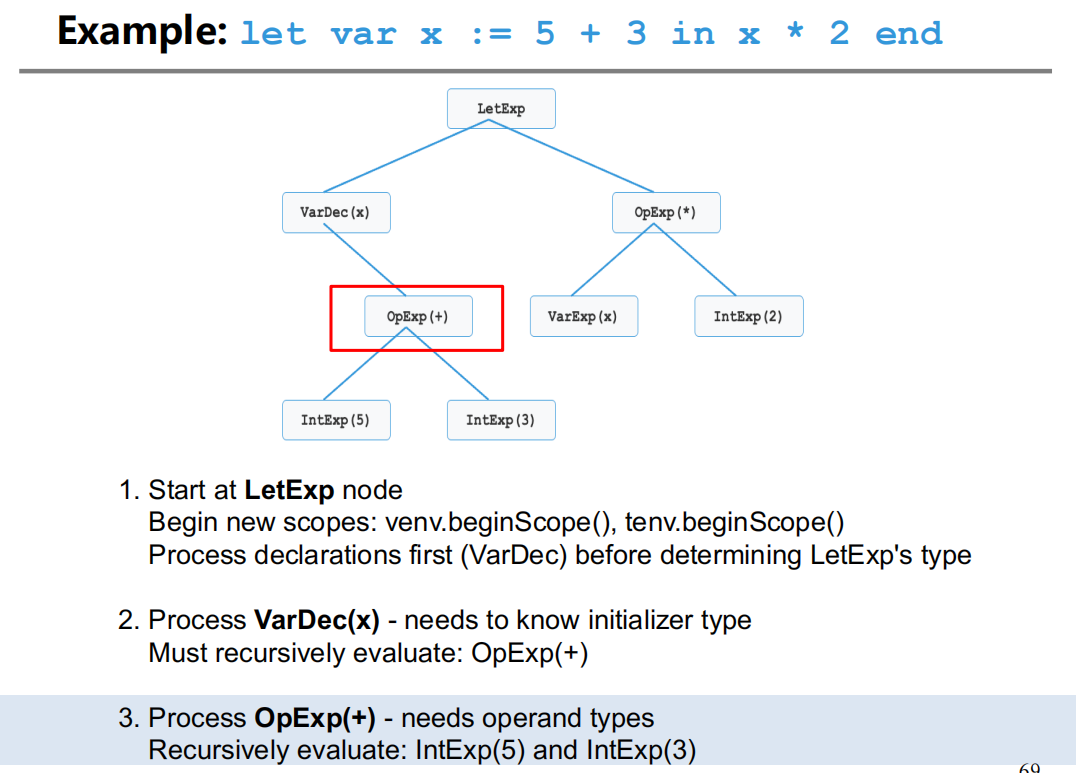 Example: let var x := 5 + 3 in x * 2 end
LetExp
VarDec(x)
OpExp(*)
OpExp(+)
VarExp(x)
IntExp(2)
IntExp(5)
IntExp(3)
1. Start at LetExp node
Begin new scopes: venv.beginScope(), tenv.beginScope()
Process declarations first (VarDec) before determining LetExp's type
2. Process VarDec(x) - needs to know initializer type
Must recursively evaluate: OpExp(+)
3. Process OpExp(+) - needs operand types
Recursively evaluate: IntExp(5) and IntExp(3)
69